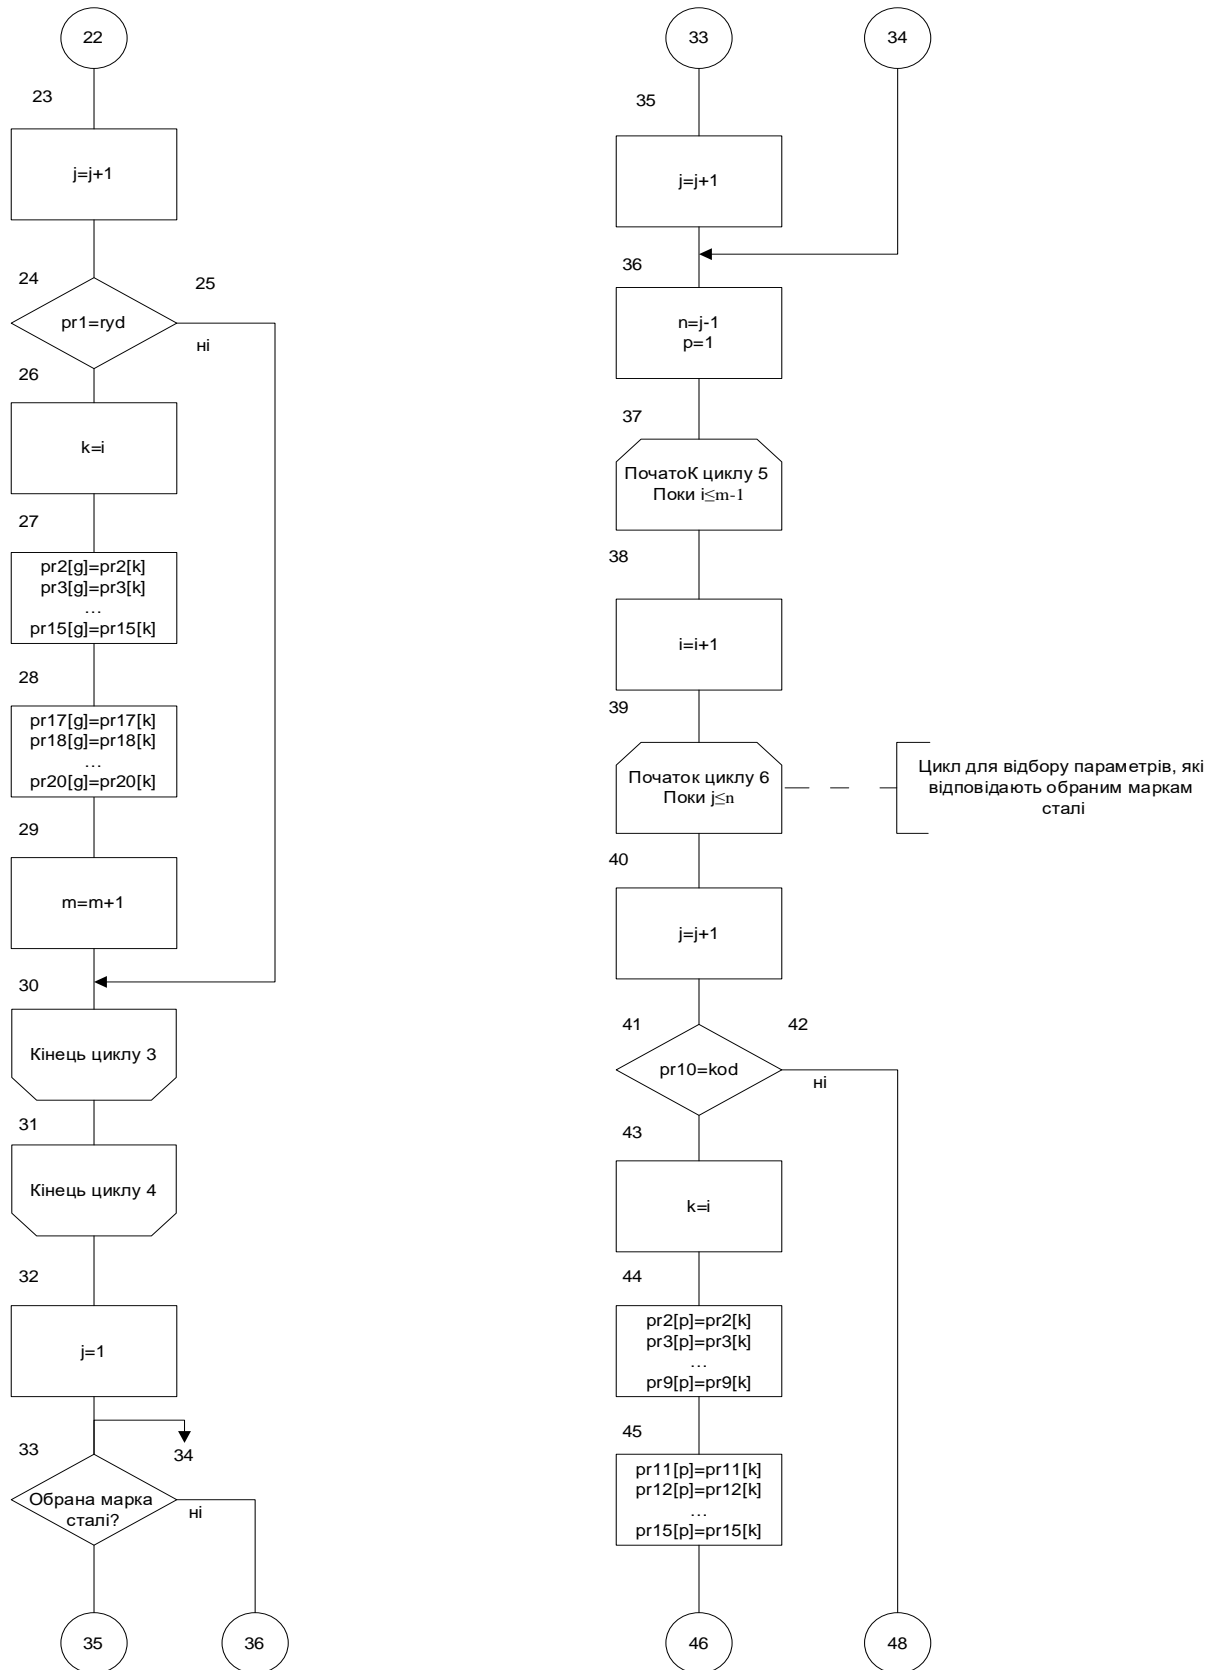 22
23
j=j+1
24
25
pr1=ryd
ні
26
k=i
27
pr2[g]=pr2[k]
pr3[g]=pr3[k]
...
pr15[g]=pr15[k]
28
pr17[g]=pr17[k]
pr18[g]=pr18[k]
...
pr20[g]=pr20[k]
29
m=m+1
30
Кінець циклу 3
31
Кінець циклу 4
32
j=1
33
34
Обрана марка
сталі?
ні
35
36
33
34
35
j=j+1
36
n=j-1
p=1
37
ПочатоК циклу 5
Поки i≤m-1
38
i=i+1
39
Початок циклу 6
Поки j≤n
Цикл для відбору параметрів, які
відповідають обраним маркам
сталі
40
j=j+1
41
42
pr10=kod
ні
43
k=i
44
pr2[p]=pr2[k]
pr3[p]=pr3[k]
...
pr9[p]=pr9[k]
45
pr11[p]=pr11[k]
pr12[p]=pr12[k]
...
pr15[p]=pr15[k]
46
48